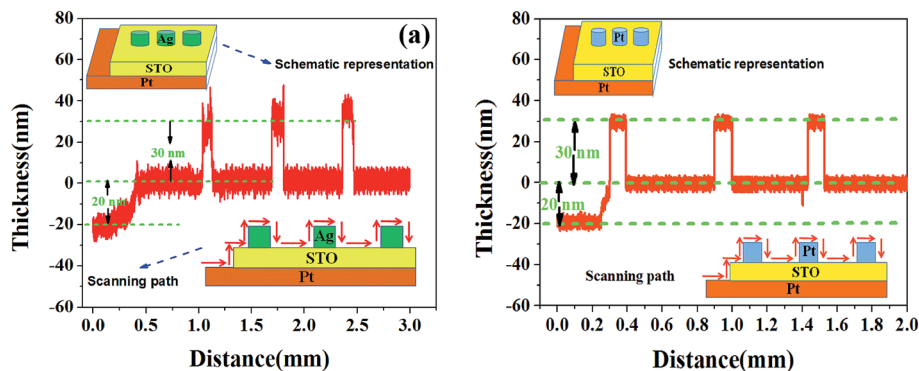 (a)
Ag
STO
Pt
Schematic representation
Thickness(nm)
80
60
40
20
0
-20
-40
-60
30 nm
20 nm
Ag
STO
Pt
Scanning path
0.0 0.5 1.0 1.5 2.0 2.5 3.0
Distance(mm)
Pt
STO
Pt
Schematic representation
Thickness(nm)
80
60
40
20
0
-20
-40
-60
30 nm
20 nm
Pt
STO
Pt
Scanning path
0.0 0.2 0.4 0.6 0.8 1.0 1.2 1.4 1.6 1.8 2.0
Distance(mm)